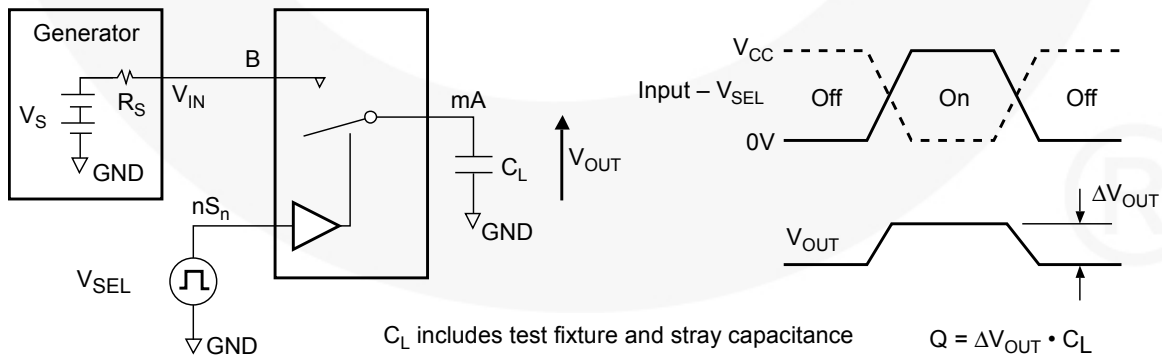 Generator
V_S
R_S
GND
V_IN
B
mA
C_L
GND
V_OUT
nS_n
V_SEL
GND
Input – V_SEL
V_CC
0V
Off
On
Off
V_OUT
ΔV_OUT
C_L includes test fixture and stray capacitance
Q = ΔV_OUT • C_L
®